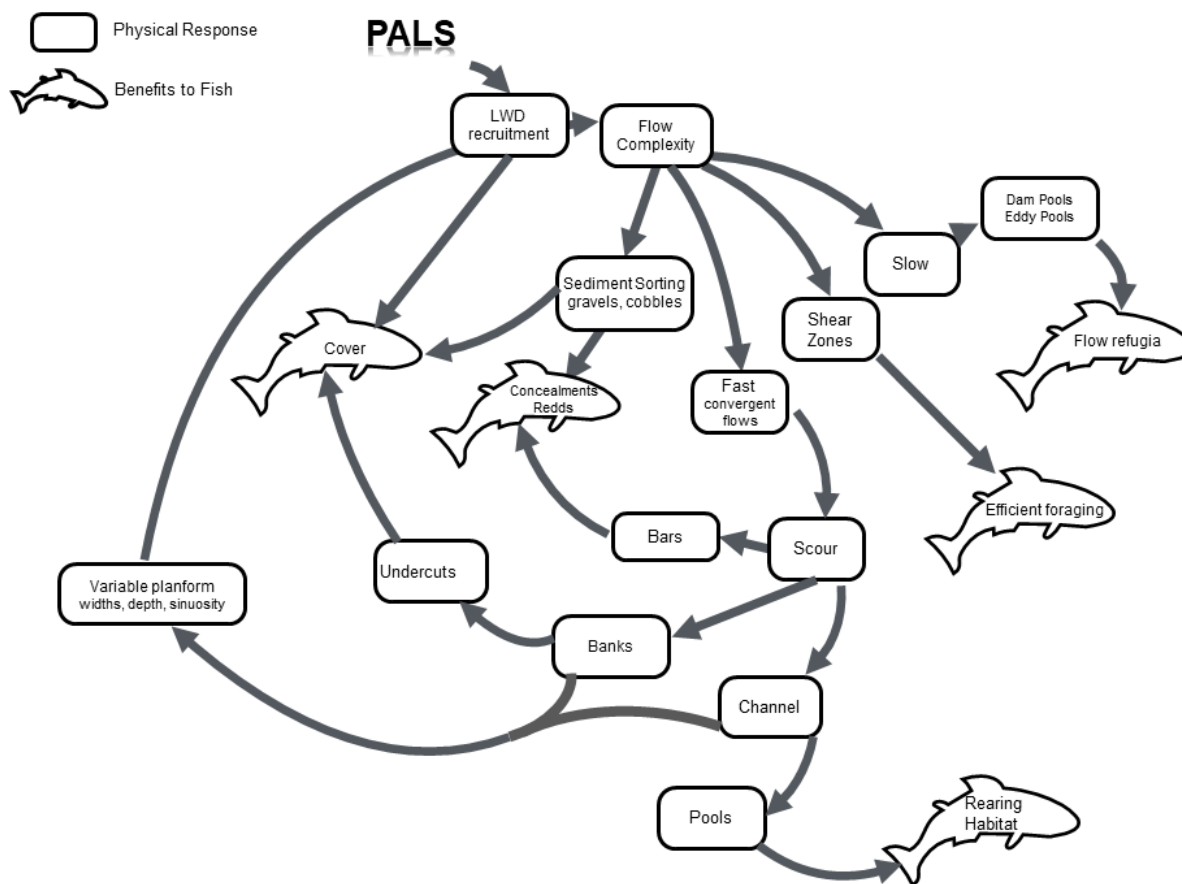 Physical Response
Benefits to Fish
PALS
LWD
recruitment
Flow
Complexity
Dam Pools
Eddy Pools
Slow
Sediment Sorting
gravels, cobbles
Shear
Zones
Flow refugia
Cover
Concealments
Redds
Fast
convergent
flows
Efficient foraging
Bars
Scour
Undercuts
Variable planform
widths, depth, sinuosity
Banks
Channel
Pools
Rearing
Habitat